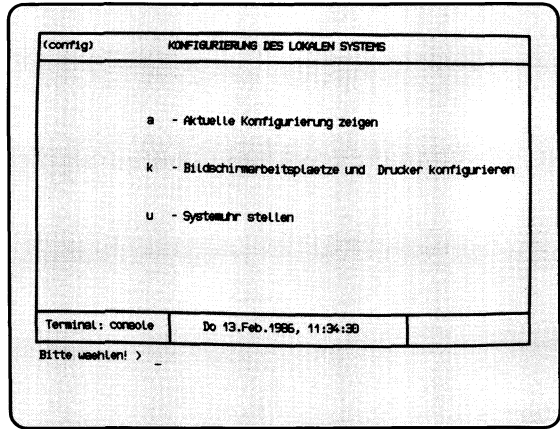 (config) KONFIGURIERUNG DES LOKALEN SYSTEMS
a - Aktuelle Konfigurierung zeigen
k - Bildschirmarbeitsplaetze und Drucker konfigurieren
u - Systemuhr stellen
Terminal: console Do 13.Feb.1986, 11:34:30
Bitte waehlen! > _